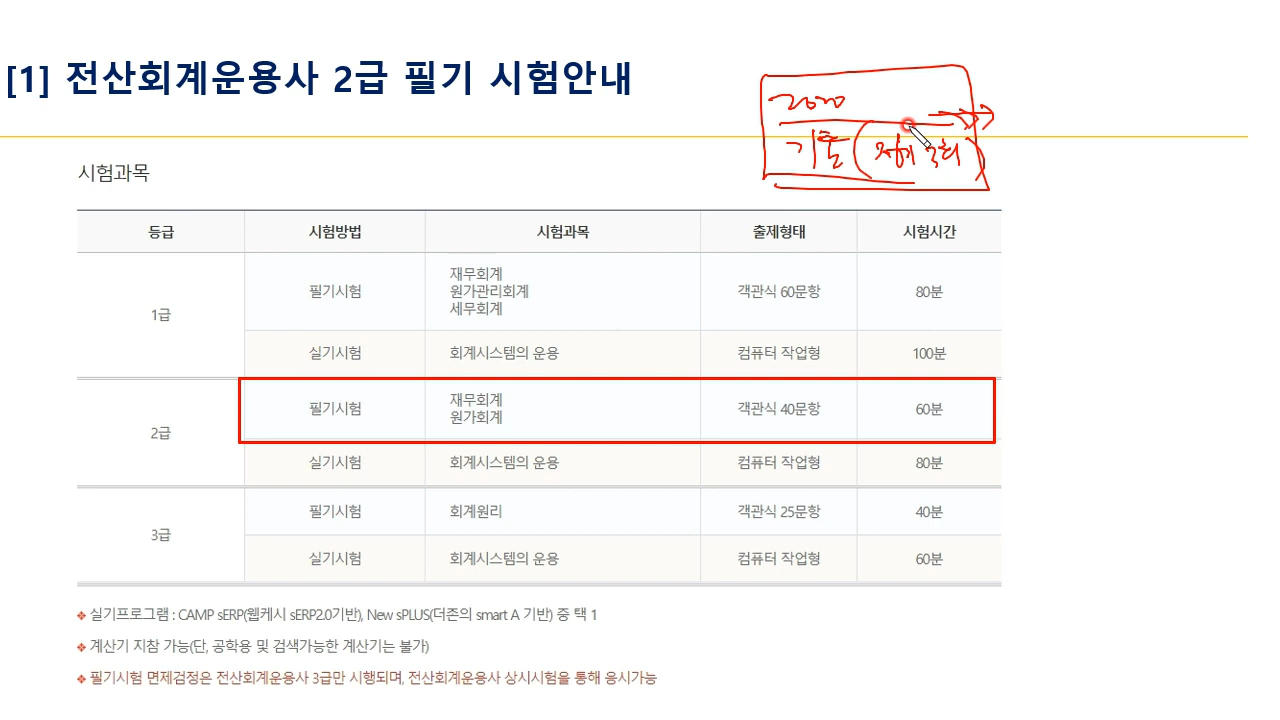 [1] 전산회계운용사 2급 필기 시험안내
기출
시험과목
등급 시험방법 시험과목 출제형태 시험시간
1급 필기시험 재무회계 객관식 60문항 80분
원가관리회계
세무회계
실기시험 회계시스템의 운용 컴퓨터 작업형 100분
2급 필기시험 재무회계 객관식 40문항 60분
원가회계
실기시험 회계시스템의 운용 컴퓨터 작업형 80분
3급 필기시험 회계원리 객관식 25문항 40분
실기시험 회계시스템의 운용 컴퓨터 작업형 60분
❖ 실기프로그램 : CAMP sERP(웹케시 sERP2.0기반), New sPLUS(더존의 smart A 기반) 중 택 1
❖ 계산기 지참 가능(단, 공학용 및 검색가능한 계산기는 불가)
❖ 필기시험 면제검정은 전산회계운용사 3급만 시행되며, 전산회계운용사 상시시험을 통해 응시가능